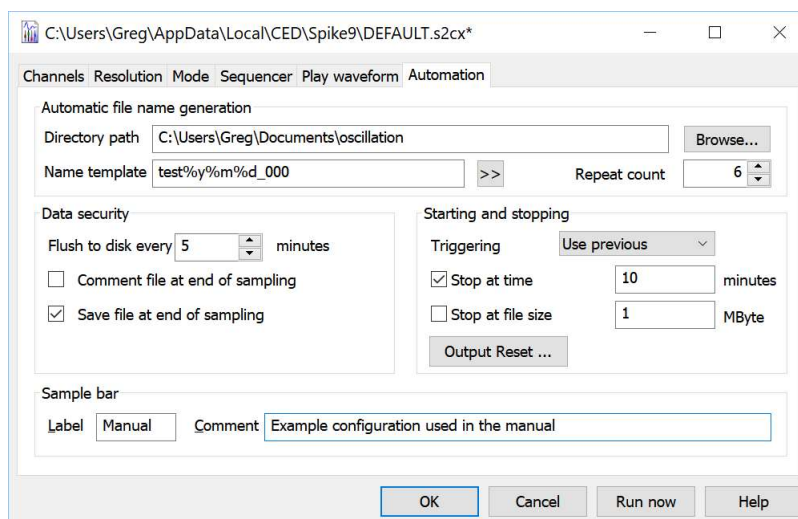 C:\Users\Greg\AppData\Local\CED\Spike9\DEFAULT.s2cx*
Channels Resolution Mode Sequencer Play waveform Automation
Automatic file name generation
Directory path C:\Users\Greg\Documents\oscillation Browse...
Name template test%y%m%d_000 >> Repeat count 6
Data security
Flush to disk every 5 minutes
Comment file at end of sampling
Save file at end of sampling
Starting and stopping
Triggering Use previous
Stop at time 10 minutes
Stop at file size 1 MByte
Output Reset ...
Sample bar
Label Manual Comment Example configuration used in the manual
OK Cancel Run now Help